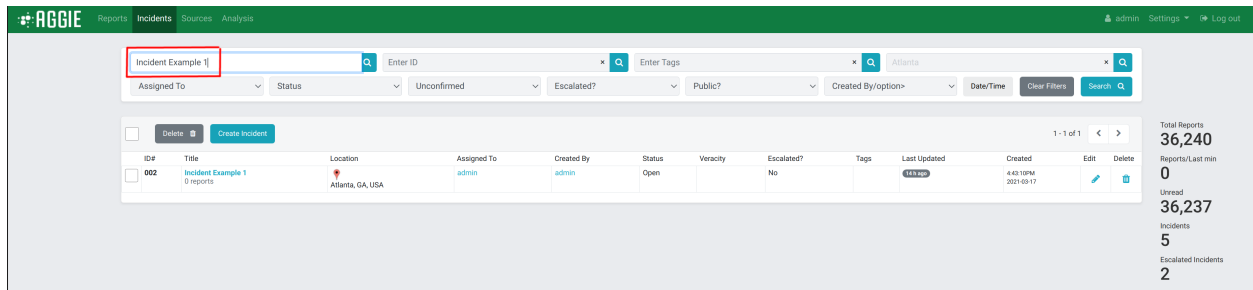 AGGIE Reports Incidents Sources Analysis admin Settings Log out
Incident Example 1 Enter ID × Enter Tags × Atlanta ×
Assigned To Status Unconfirmed Escalated? Public? Created By/option> Date/Time Clear Filters Search
Delete Create Incident 1 - 1 of 1 < >
ID# Title Location Assigned To Created By Status Veracity Escalated? Tags Last Updated Created Edit Delete
002 Incident Example 1 Atlanta, GA, USA admin admin Open No 14 h ago 4:43:10PM
0 reports 2021-03-17
Total Reports
36,240
Reports/Last min
0
Unread
36,237
Incidents
5
Escalated Incidents
2